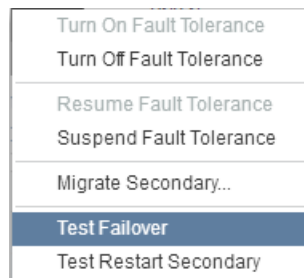 Turn On Fault Tolerance
Turn Off Fault Tolerance
Resume Fault Tolerance
Suspend Fault Tolerance
Migrate Secondary...
Test Failover
Test Restart Secondary